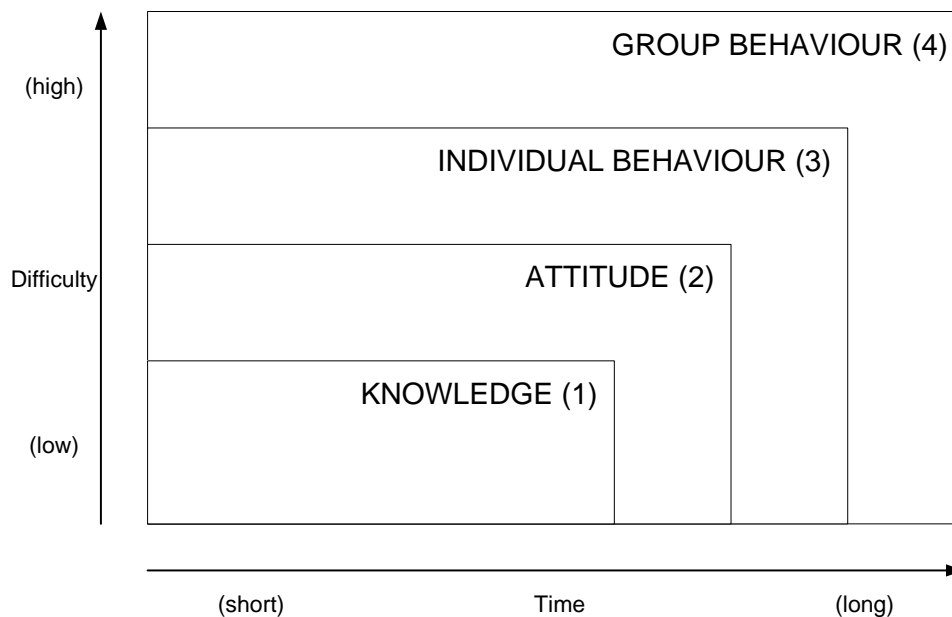 GROUP BEHAVIOUR (4)
(high)
INDIVIDUAL BEHAVIOUR (3)
Difficulty
ATTITUDE (2)
KNOWLEDGE (1)
(low)
(short)
Time
(long)